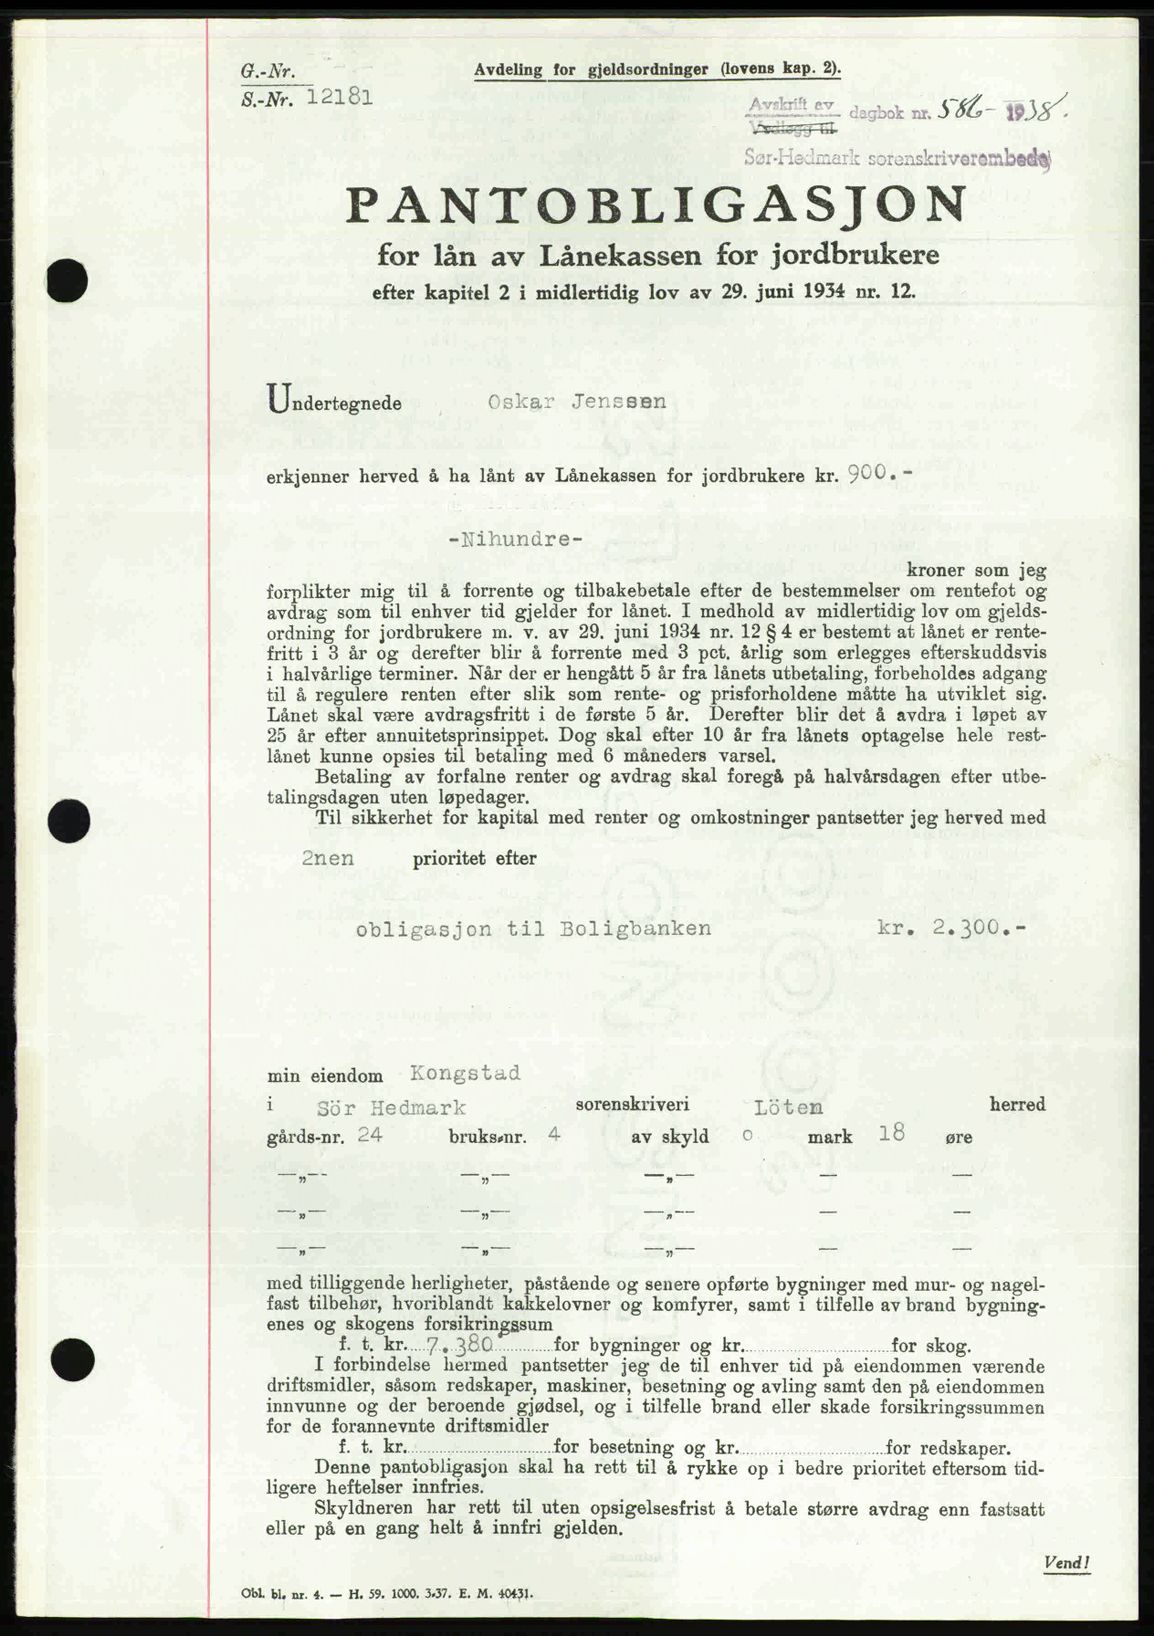 G.-Nr.
Avdeling for gjeldsordninger (lovens kap. 2).
S.-Nr. 12181
Avskrift av
Vedlegg til
dagbok nr. 586- 1938.
Sør-Hedmark sorenskriverembede
PANTOBLIGASJON
for lån av Lånekassen for jordbrukere
efter kapitel 2 i midlertidig lov av 29. juni 1934 nr. 12.
Undertegnede Oskar Jenssen
erkjenner herved å ha lånt av Lånekassen for jordbrukere kr. 900.-
-Nihundre-
kroner som jeg
forplikter mig til å forrente og tilbakebetale efter de bestemmelser om rentefot og
avdrag som til enhver tid gjelder for lånet. I medhold av midlertidig lov om gjelds-
ordning for jordbrukere m. v. av 29. juni 1934 nr. 12 § 4 er bestemt at lånet er rente-
fritt i 3 år og derefter blir å forrente med 3 pct. årlig som erlegges efterskuddsvis
i halvårlige terminer. Når der er hengått 5 år fra lånets utbetaling, forbeholdes adgang
til å regulere renten efter slik som rente- og prisforholdene måtte ha utviklet sig.
Lånet skal være avdragsfritt i de første 5 år. Derefter blir det å avdra i løpet av
25 år efter annuitetsprinsippet. Dog skal efter 10 år fra lånets optagelse hele rest-
lånet kunne opsies til betaling med 6 måneders varsel.
Betaling av forfalne renter og avdrag skal foregå på halvårsdagen efter utbe-
talingsdagen uten løpedager.
Til sikkerhet for kapital med renter og omkostninger pantsetter jeg herved med
2nen prioritet efter
obligasjon til Boligbanken kr. 2.300.-
min eiendom Kongstad
i Sör Hedmark sorenskriveri Löten herred
gårds-nr. 24 bruks-nr. 4 av skyld o mark 18 øre
—„— —„— —„— — —
—„— —„— —„— — —
—„— —„— —„— — —
med tilliggende herligheter, påstående og senere opførte bygninger med mur- og nagel-
fast tilbehør, hvoriblandt kakkelovner og komfyrer, samt i tilfelle av brand bygning-
enes og skogens forsikringssum
f. t. kr. 7.380 for bygninger og kr. for skog.
I forbindelse hermed pantsetter jeg de til enhver tid på eiendommen værende
driftsmidler, såsom redskaper, maskiner, besetning og avling samt den på eiendommen
innvunne og der beroende gjødsel, og i tilfelle brand eller skade forsikringssummen
for de forannevnte driftsmidler
f. t. kr. for besetning og kr. for redskaper.
Denne pantobligasjon skal ha rett til å rykke op i bedre prioritet eftersom tid-
ligere heftelser innfries.
Skyldneren har rett til uten opsigelsesfrist å betale større avdrag enn fastsatt
eller på en gang helt å innfri gjelden.
Vend!
Obl. bl. nr. 4. — H. 59. 1000. 3-37. E. M. 40431.